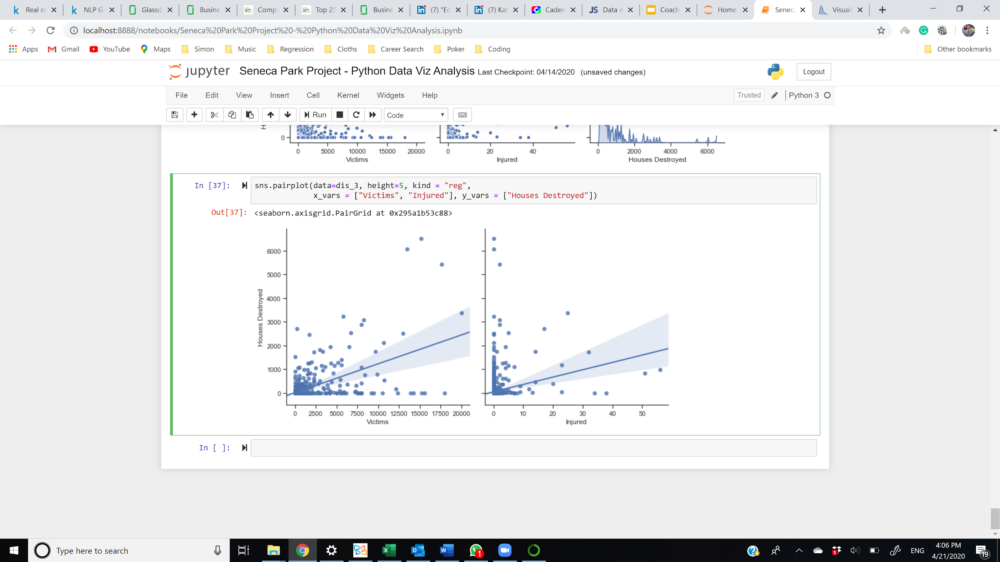 Real o
NLP G
Glassd
Busine
Compa
Top 25
Busine
(7) "Ed
(7) Kat
Caden
Data A
Coach
Home
Seneca
Visuali
localhost:8888/notebooks/Seneca%20Park%20Project%20-%20Python%20Data%20Viz%20Analysis.ipynb
Apps Gmail YouTube Maps Simon Music Regression Cloths Career Search Poker Coding Other bookmarks
jupyter Seneca Park Project - Python Data Viz Analysis Last Checkpoint: 04/14/2020 (unsaved changes) Logout
File Edit View Insert Cell Kernel Widgets Help Trusted Python 3
Run Code
0
0 5000 10000 15000 20000 0 20 40 0 2000 4000 6000
Victims Injured Houses Destroyed
In [37]: sns.pairplot(data=dis_3, height=5, kind = "reg",
x_vars = ["Victims", "Injured"], y_vars = ["Houses Destroyed"])
Out[37]: <seaborn.axisgrid.PairGrid at 0x295a1b53c88>
6000
5000
4000
3000
2000
1000
0
Houses Destroyed
0 2500 5000 7500 10000 12500 15000 17500 20000 0 10 20 30 40 50
Victims Injured
In [ ]:
Type here to search
1
1
ENG
4:06 PM
4/21/2020
19